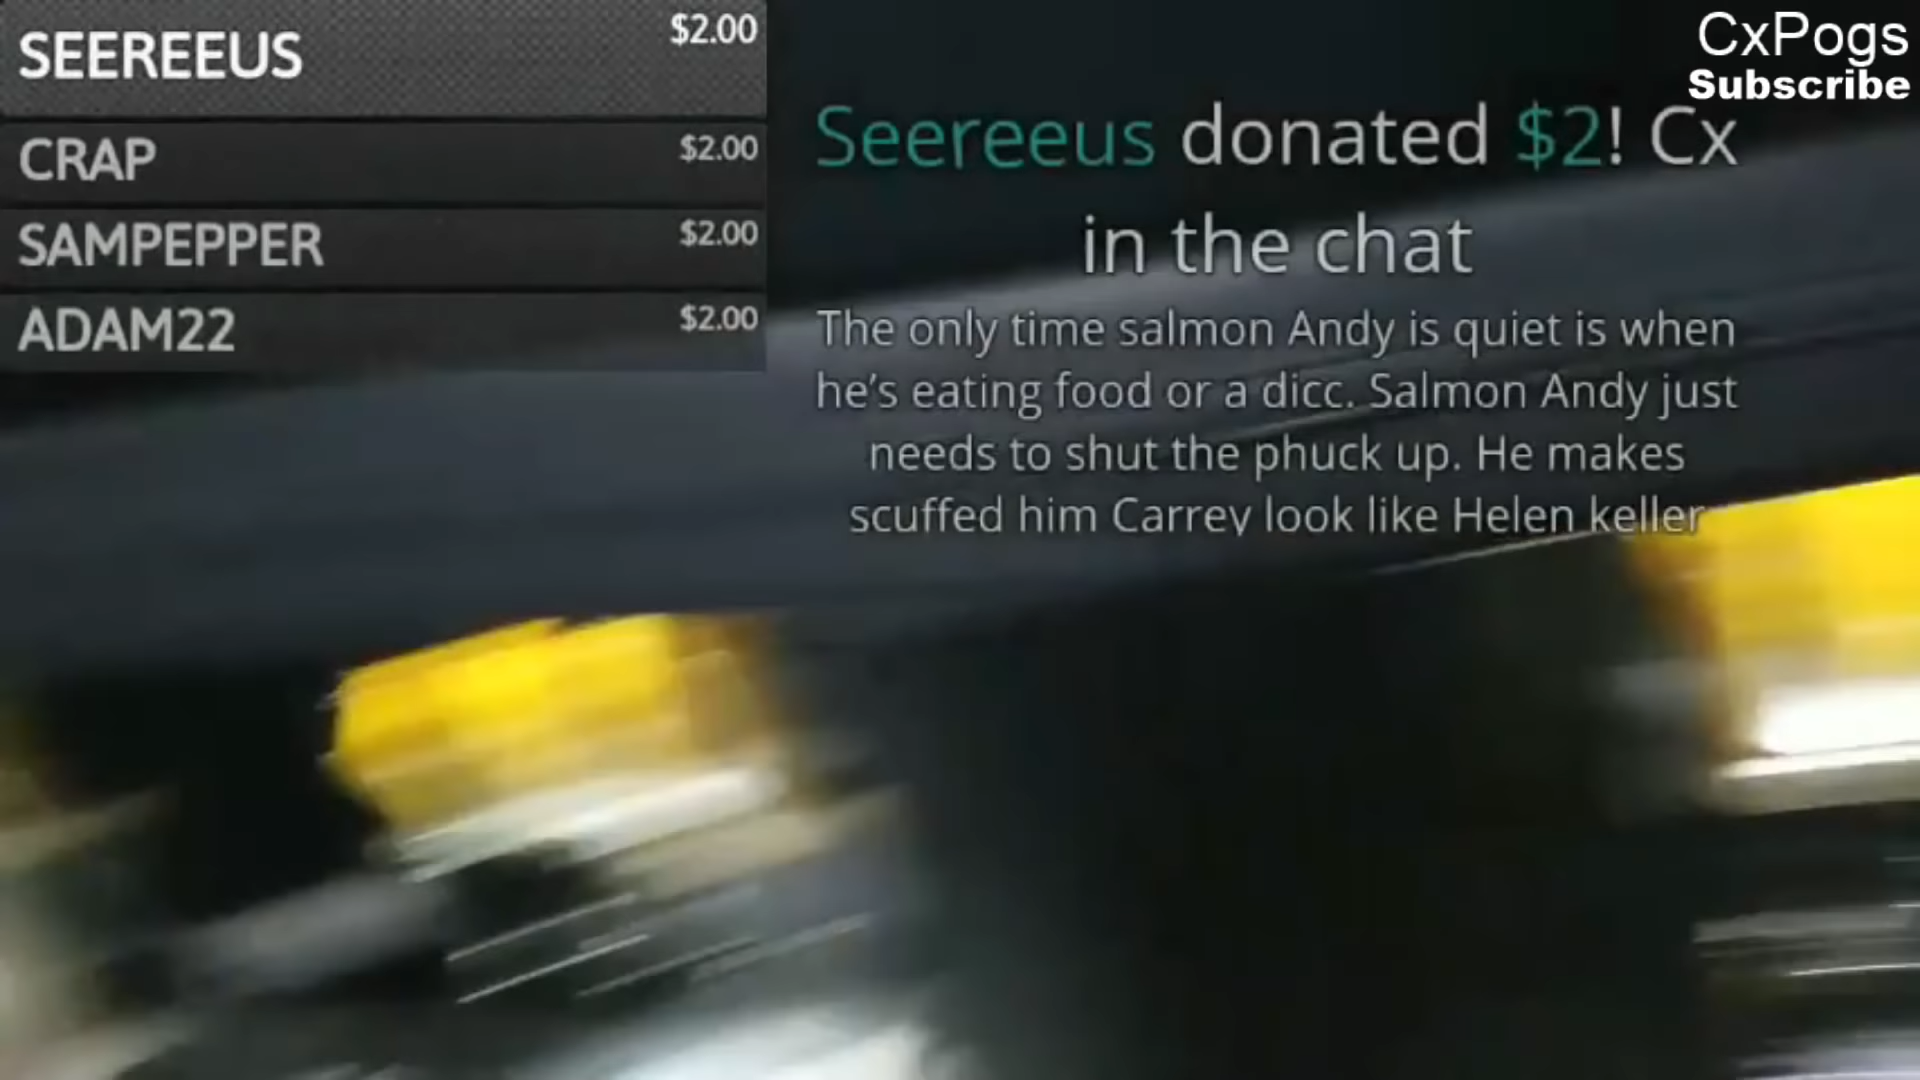 SEEREEUS $2.00
CRAP $2.00
SAMPEPPER $2.00
ADAM22 $2.00
CxPogs
Subscribe
Seereeus donated $2! Cx
in the chat
The only time salmon Andy is quiet is when
he's eating food or a dicc. Salmon Andy just
needs to shut the phuck up. He makes
scuffed him Carrey look like Helen keller